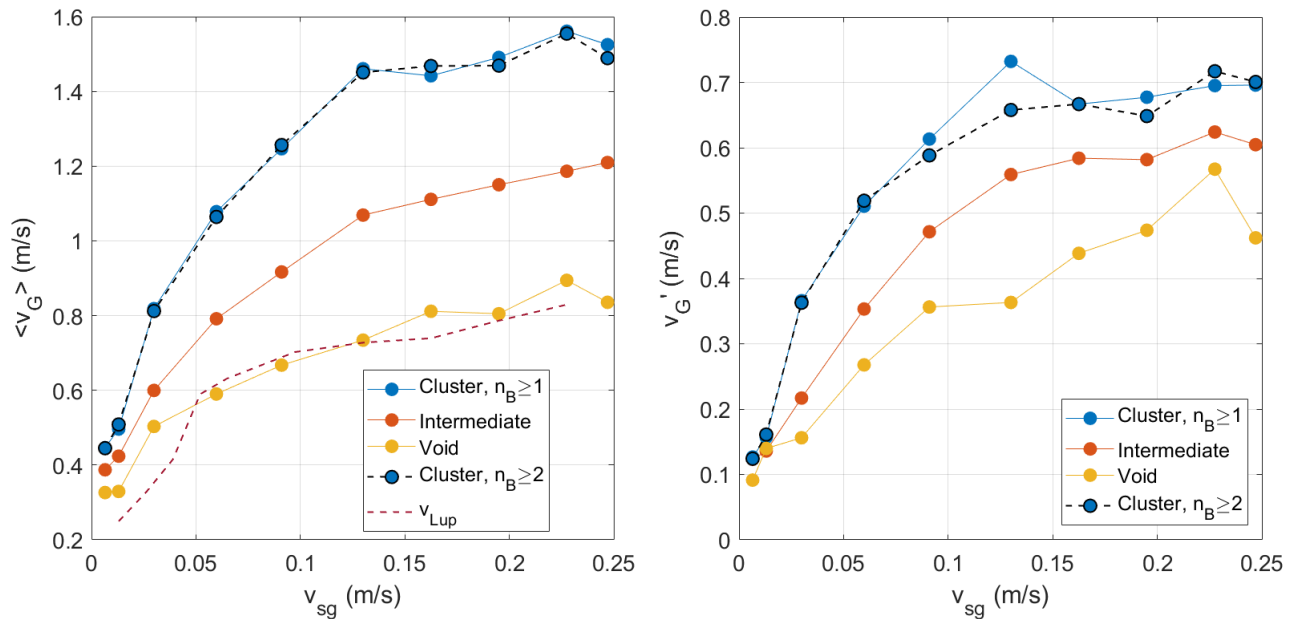 1.6
1.4
1.2
1
0.8
0.6
0.4
0.2
<v_G> (m/s)
0
0.05
0.1
0.15
0.2
0.25
v_sg (m/s)
Cluster, n_B≥1
Intermediate
Void
Cluster, n_B≥2
v_Lup
0.8
0.7
0.6
0.5
0.4
0.3
0.2
0.1
0
v_G' (m/s)
0
0.05
0.1
0.15
0.2
0.25
v_sg (m/s)
Cluster, n_B≥1
Intermediate
Void
Cluster, n_B≥2